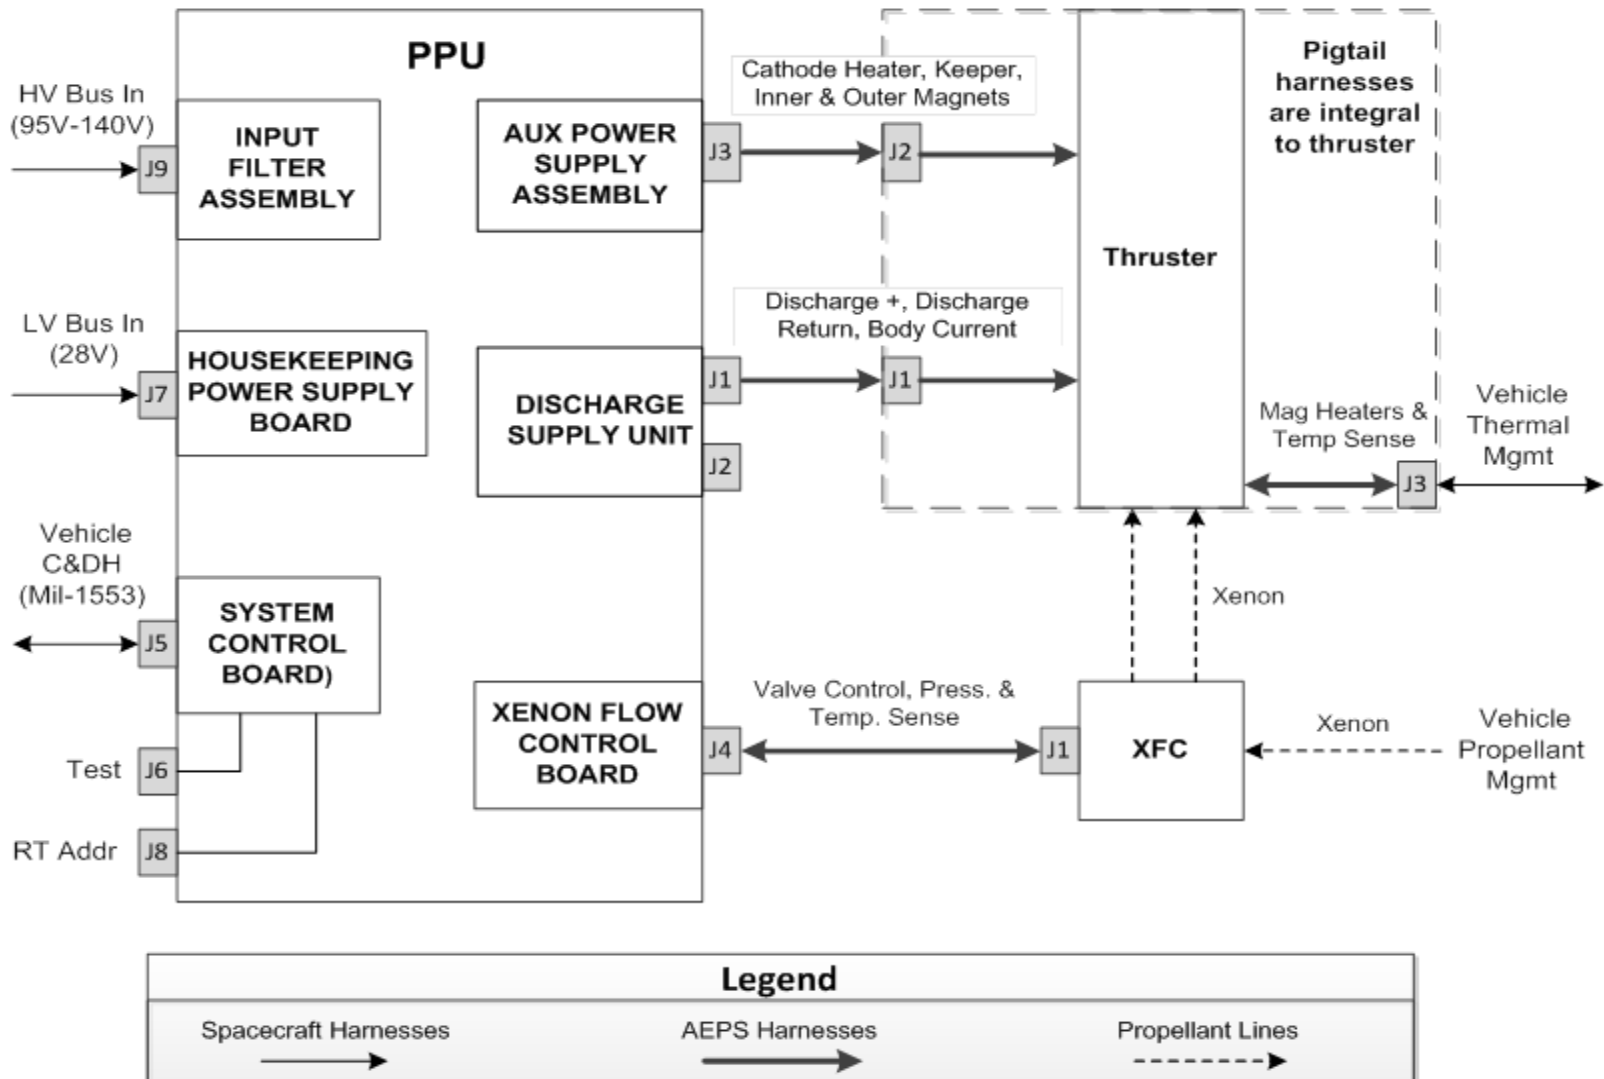 PPU
HV Bus In
(95V-140V)
J9
INPUT
FILTER
ASSEMBLY
AUX POWER
SUPPLY
ASSEMBLY
J3
Cathode Heater, Keeper,
Inner & Outer Magnets
J2
Thruster
Pigtail
harnesses
are integral
to thruster
LV Bus In
(28V)
J7
HOUSEKEEPING
POWER SUPPLY
BOARD
DISCHARGE
SUPPLY UNIT
J1
J2
Discharge +, Discharge
Return, Body Current
J1
Mag Heaters &
Temp Sense
J3
Vehicle
Thermal
Mgmt
Vehicle
C&DH
(Mil-1553)
J5
SYSTEM
CONTROL
BOARD)
Test
J6
RT Addr
J8
XENON FLOW
CONTROL
BOARD
J4
Valve Control, Press. &
Temp. Sense
J1
XFC
Xenon
Xenon
Vehicle
Propellant
Mgmt
Legend
Spacecraft Harnesses
AEPS Harnesses
Propellant Lines